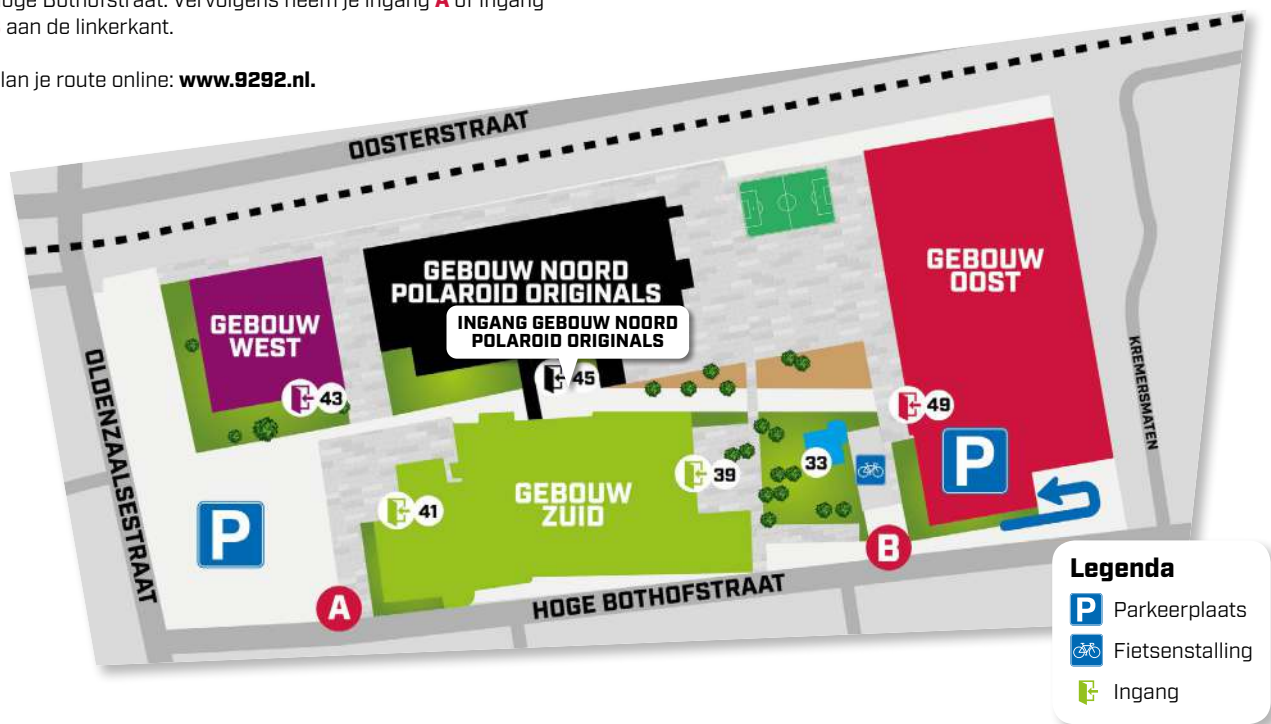 Hoge Bothofstraat. Vervolgens neem je ingang A of ingang
aan de linkerkant.
lan je route online: www.9292.nl.
OOSTERSTRAAT
GEBOUW NOORD
POLAROID ORIGINALS
INGANG GEBOUW NOORD
POLAROID ORIGINALS
45
GEBOUW
WEST
43
GEBOUW
OOST
49
P
OLDENZAALSESTRAAT
KREMERSMATEN
P
41
GEBOUW
ZUID
39
33
A
B
HOGE BOTHOFSTRAAT
Legenda
P Parkeerplaats
Fietsenstalling
Ingang